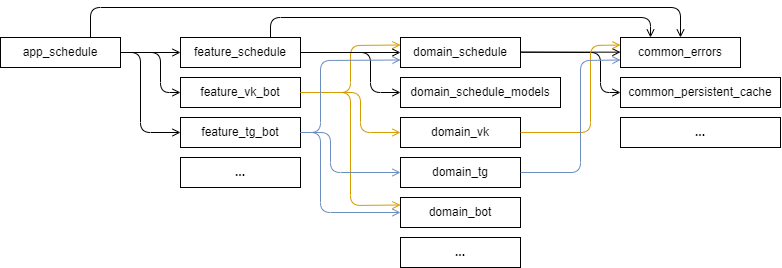 app_schedule
feature_schedule
domain_schedule
common_errors
feature_vk_bot
domain_schedule_models
common_persistent_cache
feature_tg_bot
domain_vk
...
...
domain_tg
domain_bot
...